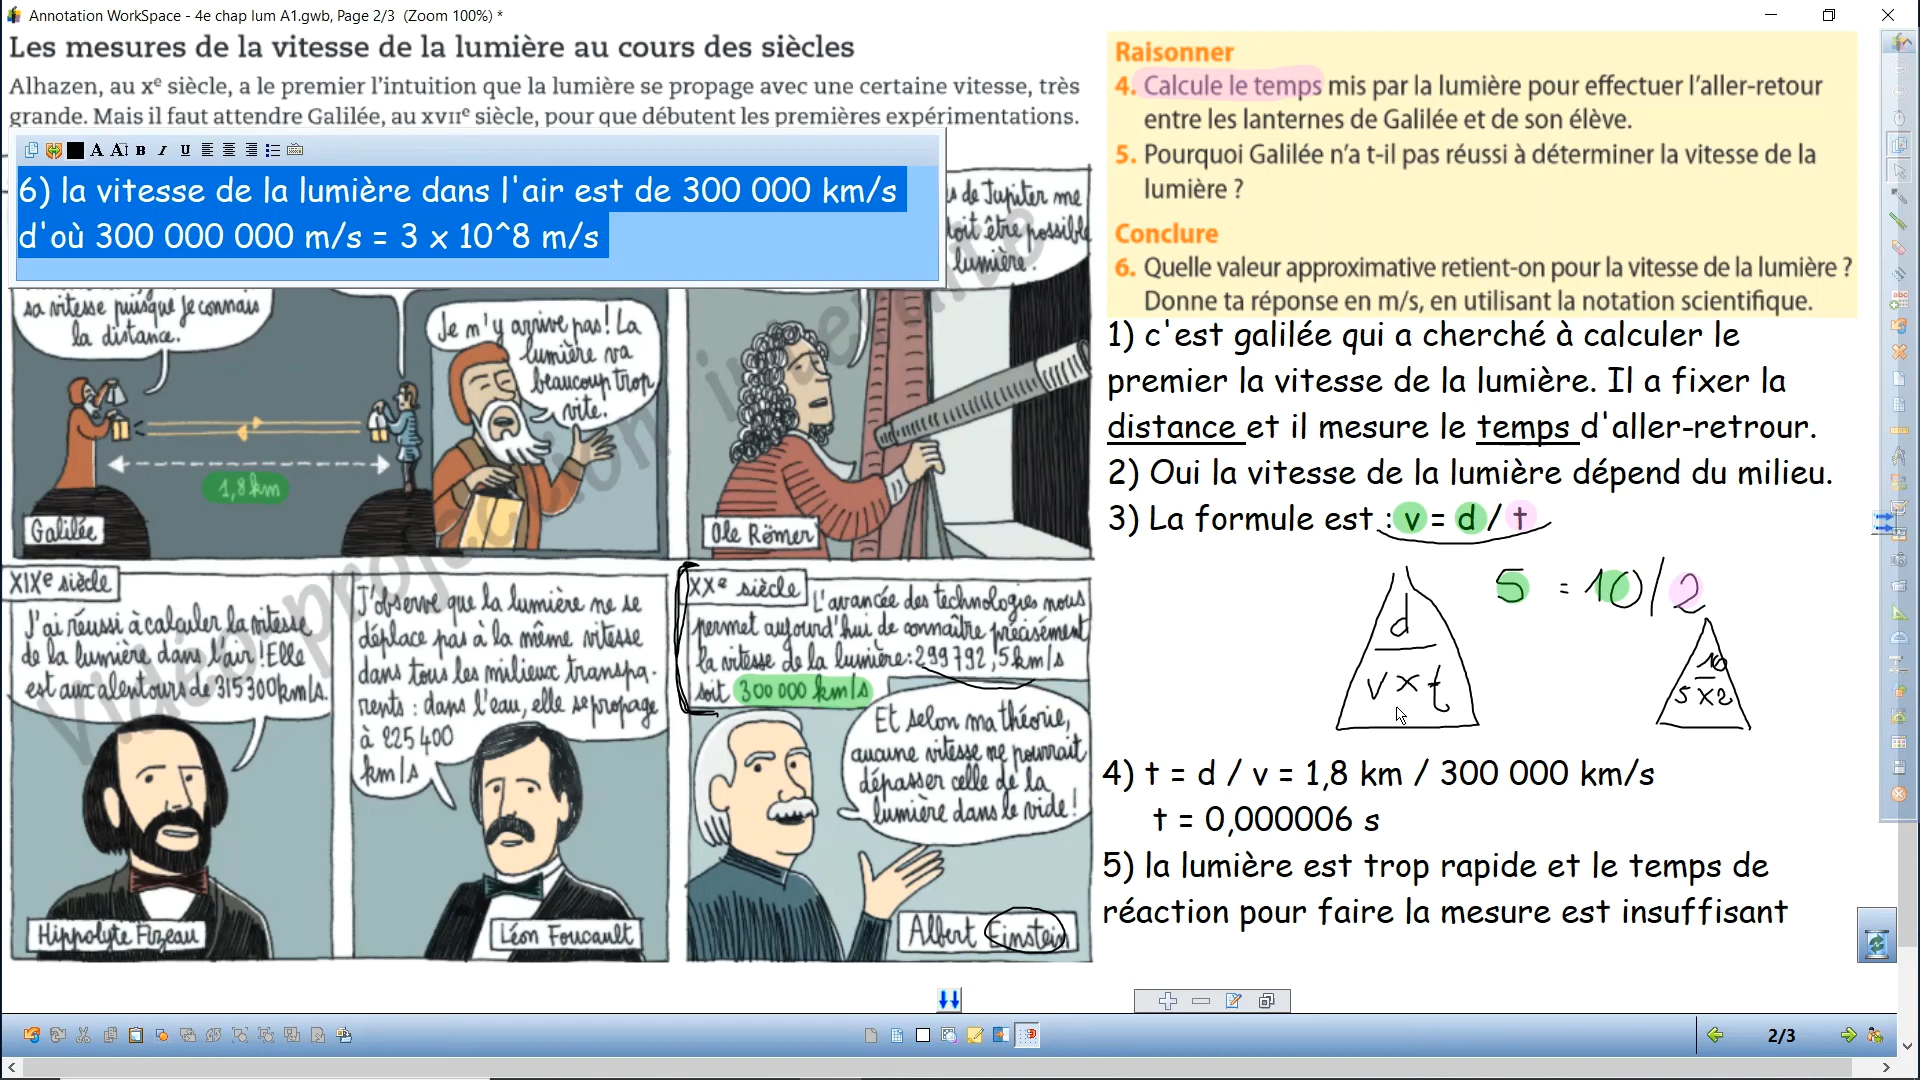 Annotation WorkSpace - 4e chap lum A1.gwb, Page 2/3 (Zoom 100%) *
Les mesures de la vitesse de la lumière au cours des siècles
Alhazen, au Xe siècle, a le premier l'intuition que la lumière se propage avec une certaine vitesse, très
grande. Mais il faut attendre Galilée, au XVIIe siècle, pour que débutent les premières expérimentations.
6) la vitesse de la lumière dans l'air est de 300 000 km/s
d'où 300 000 000 m/s = 3 x 10^8 m/s
de Jupiter me
doit être possible
lumière.
sa vitesse puisque je connais
la distance.
Je n'y arrive pas! La
lumière va
beaucoup trop
vite.
1,8 km
Galilée
Ole Römer
XIXe siècle
J'ai réussi à calculer la vitesse
de la lumière dans l'air! Elle
est aux alentours de 315 300 km/s.
Hippolyte Fizeau
J'observe que la lumière ne se
déplace pas à la même vitesse
dans tous les milieux transpa-
rents : dans l'eau, elle se propage
à 225 400
km/s
Léon Foucault
XXe siècle
L'avancée des technologies nous
permet aujourd'hui de connaître précisément
la vitesse de la lumière: 299 792,5 km/s
soit 300 000 km/s
Et selon ma théorie,
aucune vitesse ne pourrait
dépasser celle de la
lumière dans le vide!
Albert Einstein
Vidéo-projection interdite
Raisonner
4. Calcule le temps mis par la lumière pour effectuer l'aller-retour
entre les lanternes de Galilée et de son élève.
5. Pourquoi Galilée n'a t-il pas réussi à déterminer la vitesse de la
lumière ?
Conclure
6. Quelle valeur approximative retient-on pour la vitesse de la lumière ?
Donne ta réponse en m/s, en utilisant la notation scientifique.
1) c'est galilée qui a cherché à calculer le
premier la vitesse de la lumière. Il a fixer la
distance et il mesure le temps d'aller-retrour.
2) Oui la vitesse de la lumière dépend du milieu.
3) La formule est : v = d / t
5 = 10 / 2
d
v x t
10
5 x 2
4) t = d / v = 1,8 km / 300 000 km/s
t = 0,000006 s
5) la lumière est trop rapide et le temps de
réaction pour faire la mesure est insuffisant
2/3